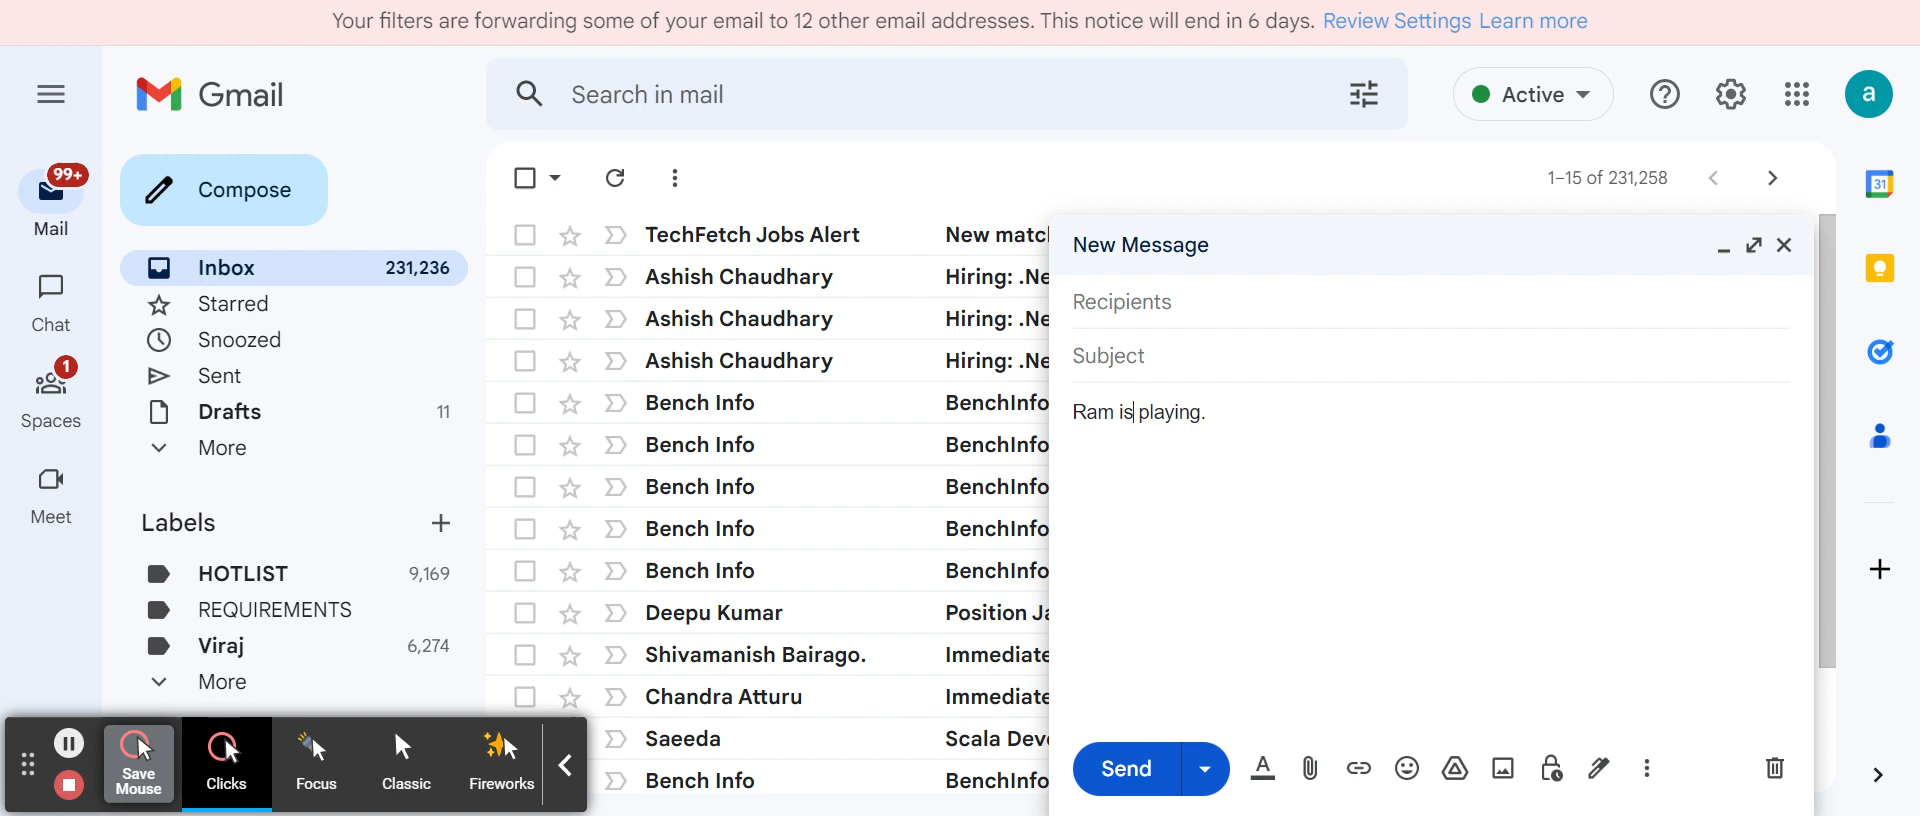 Your filters are forwarding some of your email to 12 other email addresses. This notice will end in 6 days. Review Settings Learn more
Gmail
Search in mail
Active
a
99+
Mail
Chat
1
Spaces
Meet
Compose
Inbox 231,236
Starred
Snoozed
Sent
Drafts 11
More
Labels
HOTLIST 9,169
REQUIREMENTS
Viraj 6,274
More
1–15 of 231,258
TechFetch Jobs Alert New matc
Ashish Chaudhary Hiring: .Ne
Ashish Chaudhary Hiring: .Ne
Ashish Chaudhary Hiring: .Ne
Bench Info BenchInfo
Bench Info BenchInfo
Bench Info BenchInfo
Bench Info BenchInfo
Bench Info BenchInfo
Deepu Kumar Position Ja
Shivamanish Bairago. Immediate
Chandra Atturu Immediate
Saeeda Scala Deve
Bench Info BenchInfo
New Message
Recipients
Subject
Ram is playing.
Send
31
Save
Mouse
Clicks
Focus
Classic
Fireworks